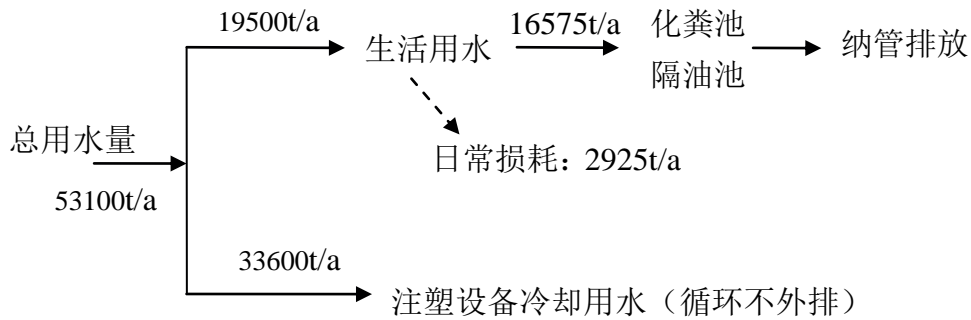 19500t/a
生活用水
16575t/a
化粪池
隔油池
纳管排放
日常损耗：2925t/a
总用水量
53100t/a
33600t/a
注塑设备冷却用水（循环不外排）